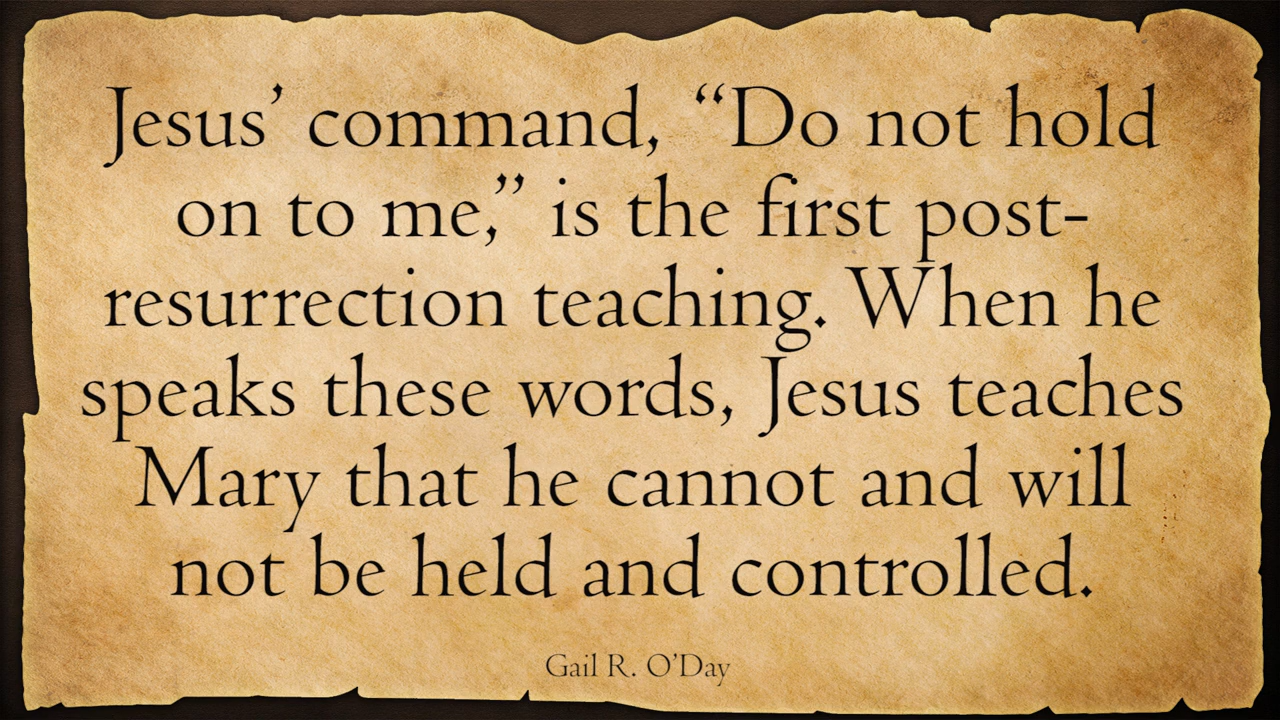 Jesus’ command, “Do not hold
on to me,” is the first post-
resurrection teaching. When he
speaks these words, Jesus teaches
Mary that he cannot and will
not be held and controlled.
Gail R. O’Day